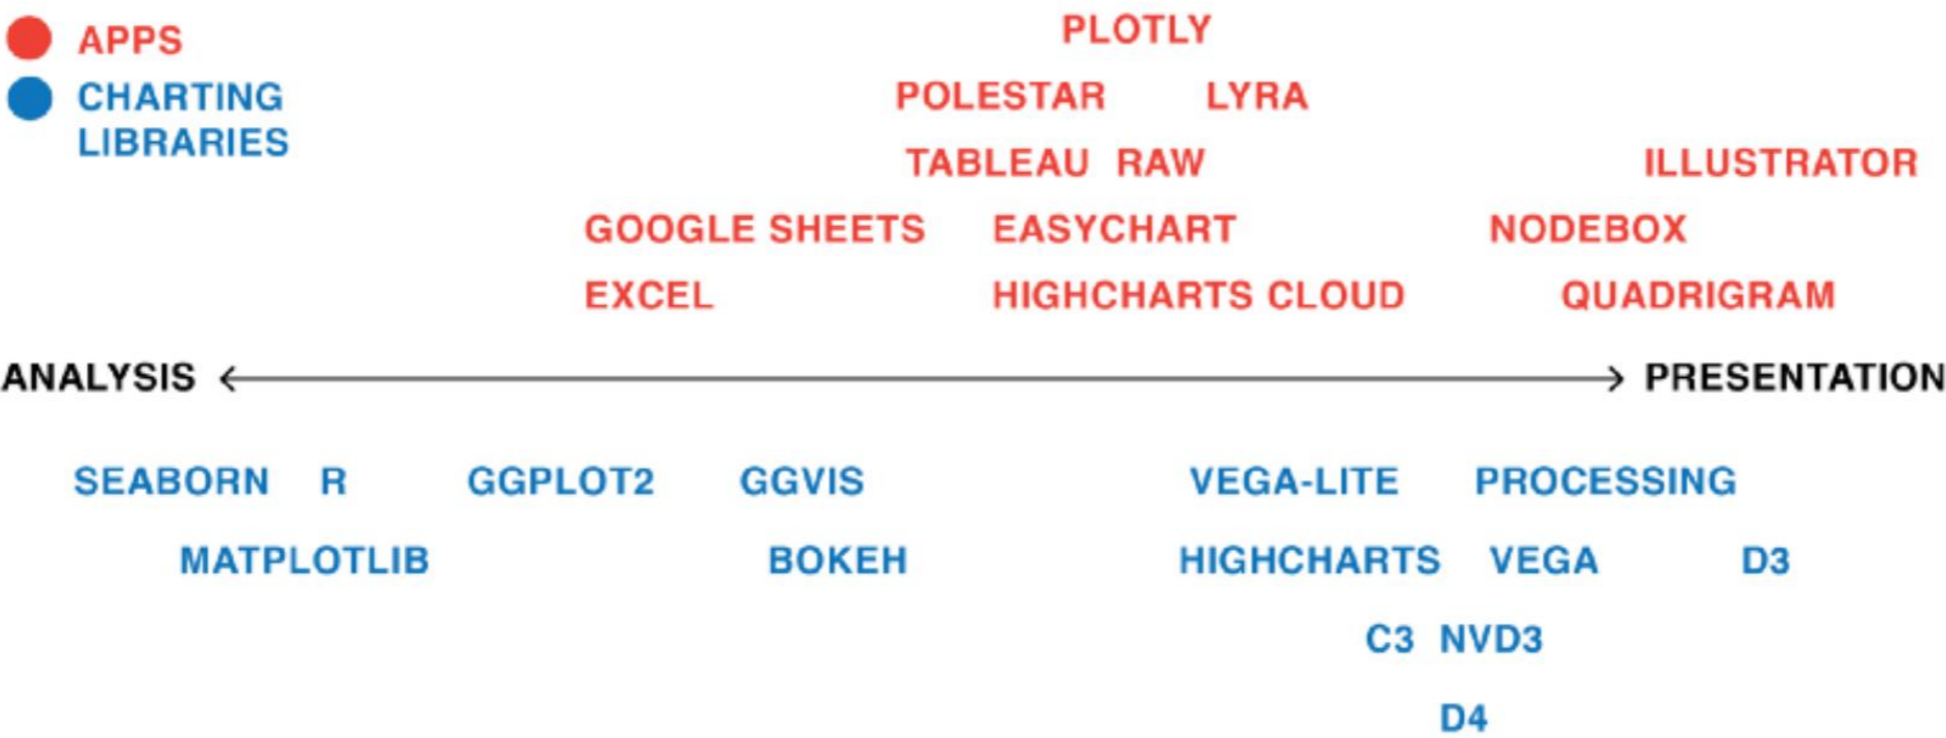 APPS
CHARTING
LIBRARIES
PLOTLY
POLESTAR LYRA
TABLEAU RAW ILLUSTRATOR
GOOGLE SHEETS EASYCHART NODEBOX
EXCEL HIGHCHARTS CLOUD QUADRIGRAM
ANALYSIS PRESENTATION
SEABORN R GGPLOT2 GGVIS VEGA-LITE PROCESSING
MATPLOTLIB BOKEH HIGHCHARTS VEGA D3
C3 NVD3
D4